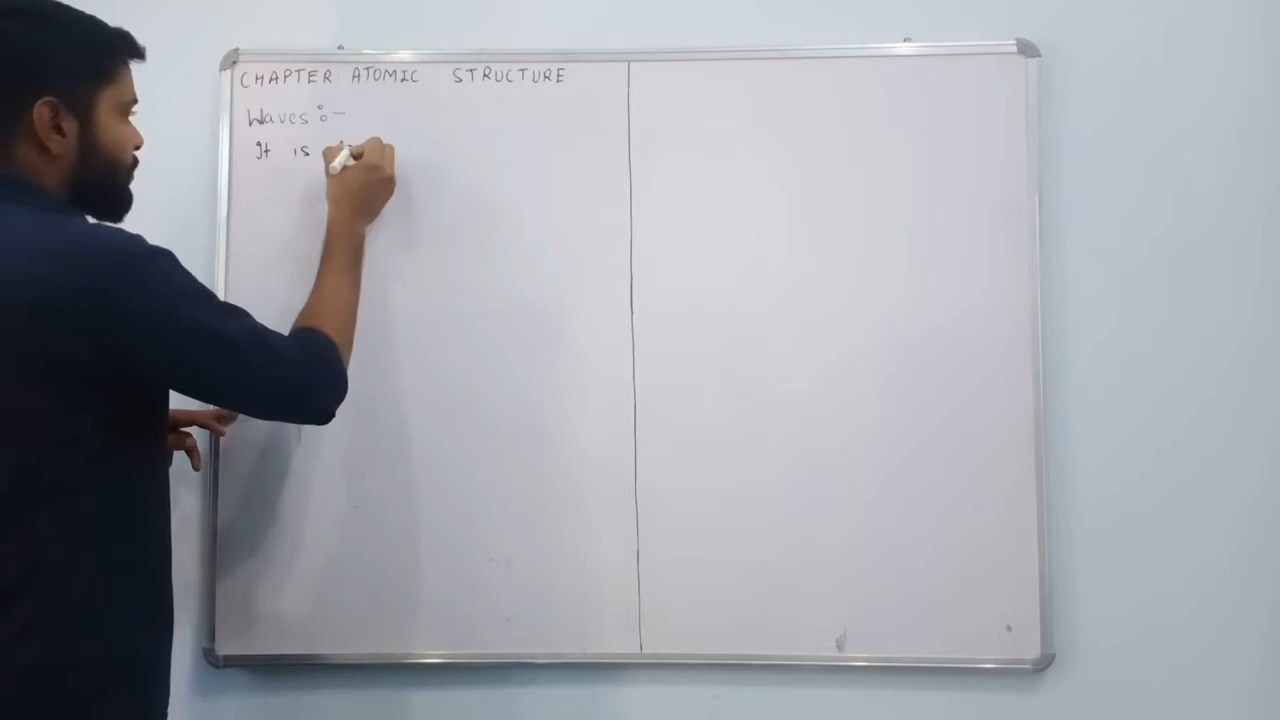 CHAPTER: ATOMIC STRUCTURE
Waves :-
It is